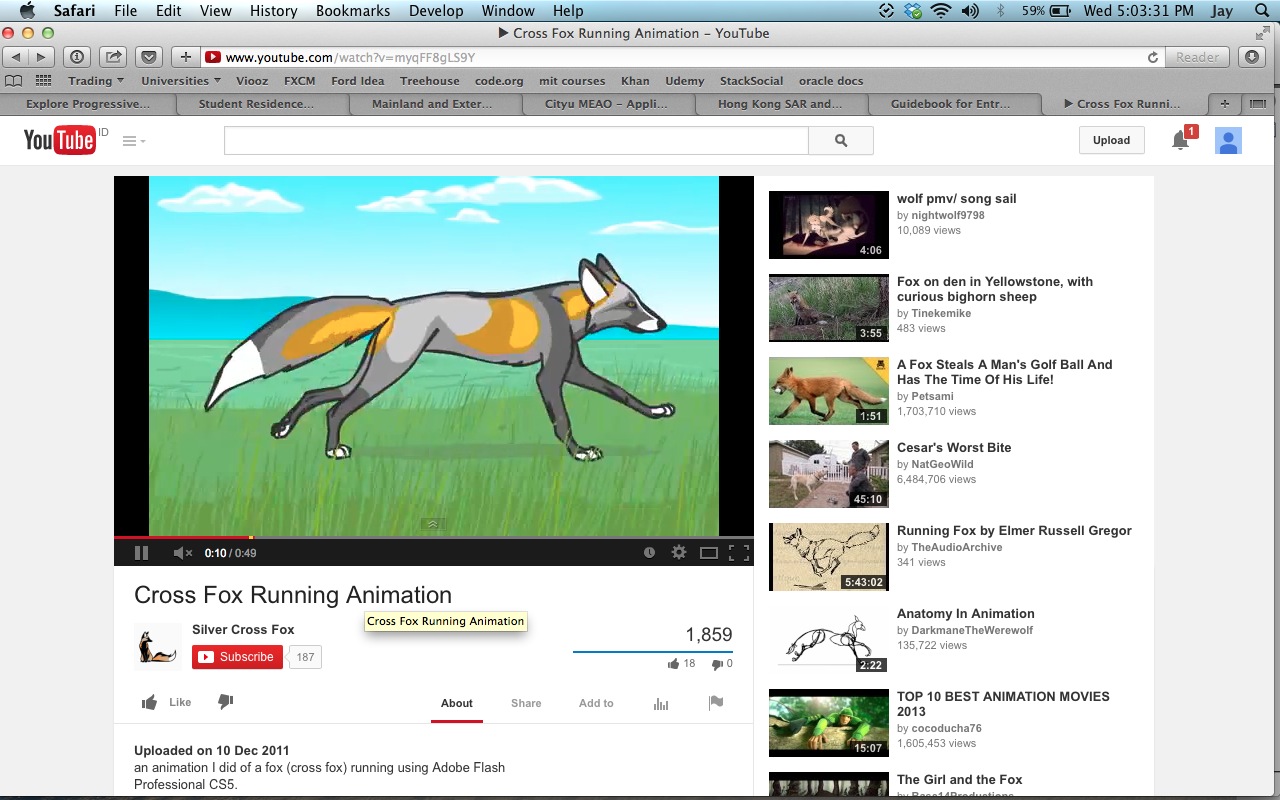 Safari File Edit View History Bookmarks Develop Window Help 59% Wed 5:03:31 PM Jay
▶ Cross Fox Running Animation – YouTube
www.youtube.com/watch?v=myqFF8gLS9Y Reader
Trading Universities Viooz FXCM Ford Idea Treehouse code.org mit courses Khan Udemy StackSocial oracle docs
Explore Progressive... Student Residence... Mainland and Exter... Cityu MEAO – Appli... Hong Kong SAR and... Guidebook for Entr... ▶ Cross Fox Runni...
YouTube ID Upload 1
0:10 / 0:49
Cross Fox Running Animation
Cross Fox Running Animation
Silver Cross Fox
Subscribe 187
1,859
18 0
Like About Share Add to
Uploaded on 10 Dec 2011
an animation I did of a fox (cross fox) running using Adobe Flash
Professional CS5.
wolf pmv/ song sail
by nightwolf9798
10,089 views
4:06
Fox on den in Yellowstone, with
curious bighorn sheep
by Tinekemike
483 views
3:55
A Fox Steals A Man's Golf Ball And
Has The Time Of His Life!
by Petsami
1,703,710 views
1:51
Cesar's Worst Bite
by NatGeoWild
6,484,706 views
45:10
Running Fox by Elmer Russell Gregor
by TheAudioArchive
341 views
5:43:02
Anatomy In Animation
by DarkmaneTheWerewolf
135,722 views
2:22
TOP 10 BEST ANIMATION MOVIES
2013
by cocoducha76
1,605,453 views
15:07
The Girl and the Fox
by Base14Productions